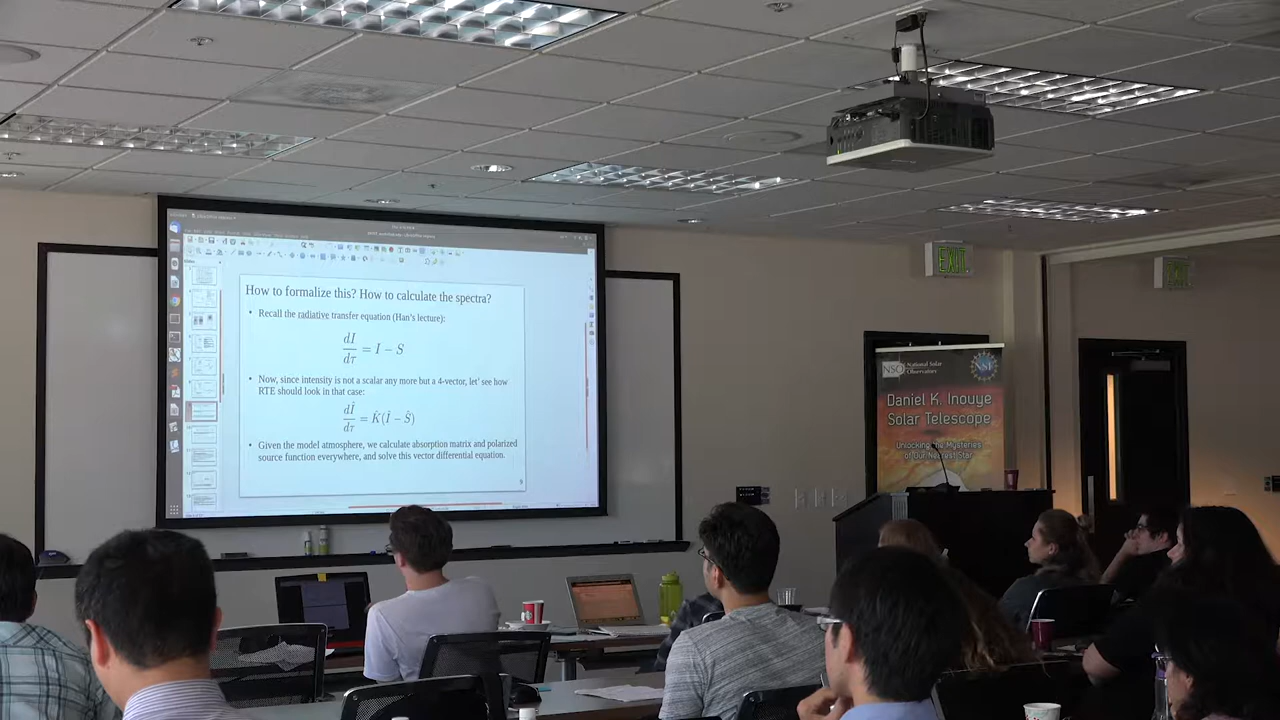 How to formalize this? How to calculate the spectra?
• Recall the radiative transfer equation (Han's lecture):
dI/dτ = I − S
• Now, since intensity is not a scalar any more but a 4-vector, let' see how
RTE should look in that case:
dÎ/dτ = K̂(Î − Ŝ)
• Given the model atmosphere, we calculate absorption matrix and polarized
source function everywhere, and solve this vector differential equation.
9
EXIT
EXIT
NSO
National Solar
Observatory
NSF
Daniel K. Inouye
Solar Telescope
Unlocking the Mysteries
of Our Nearest Star